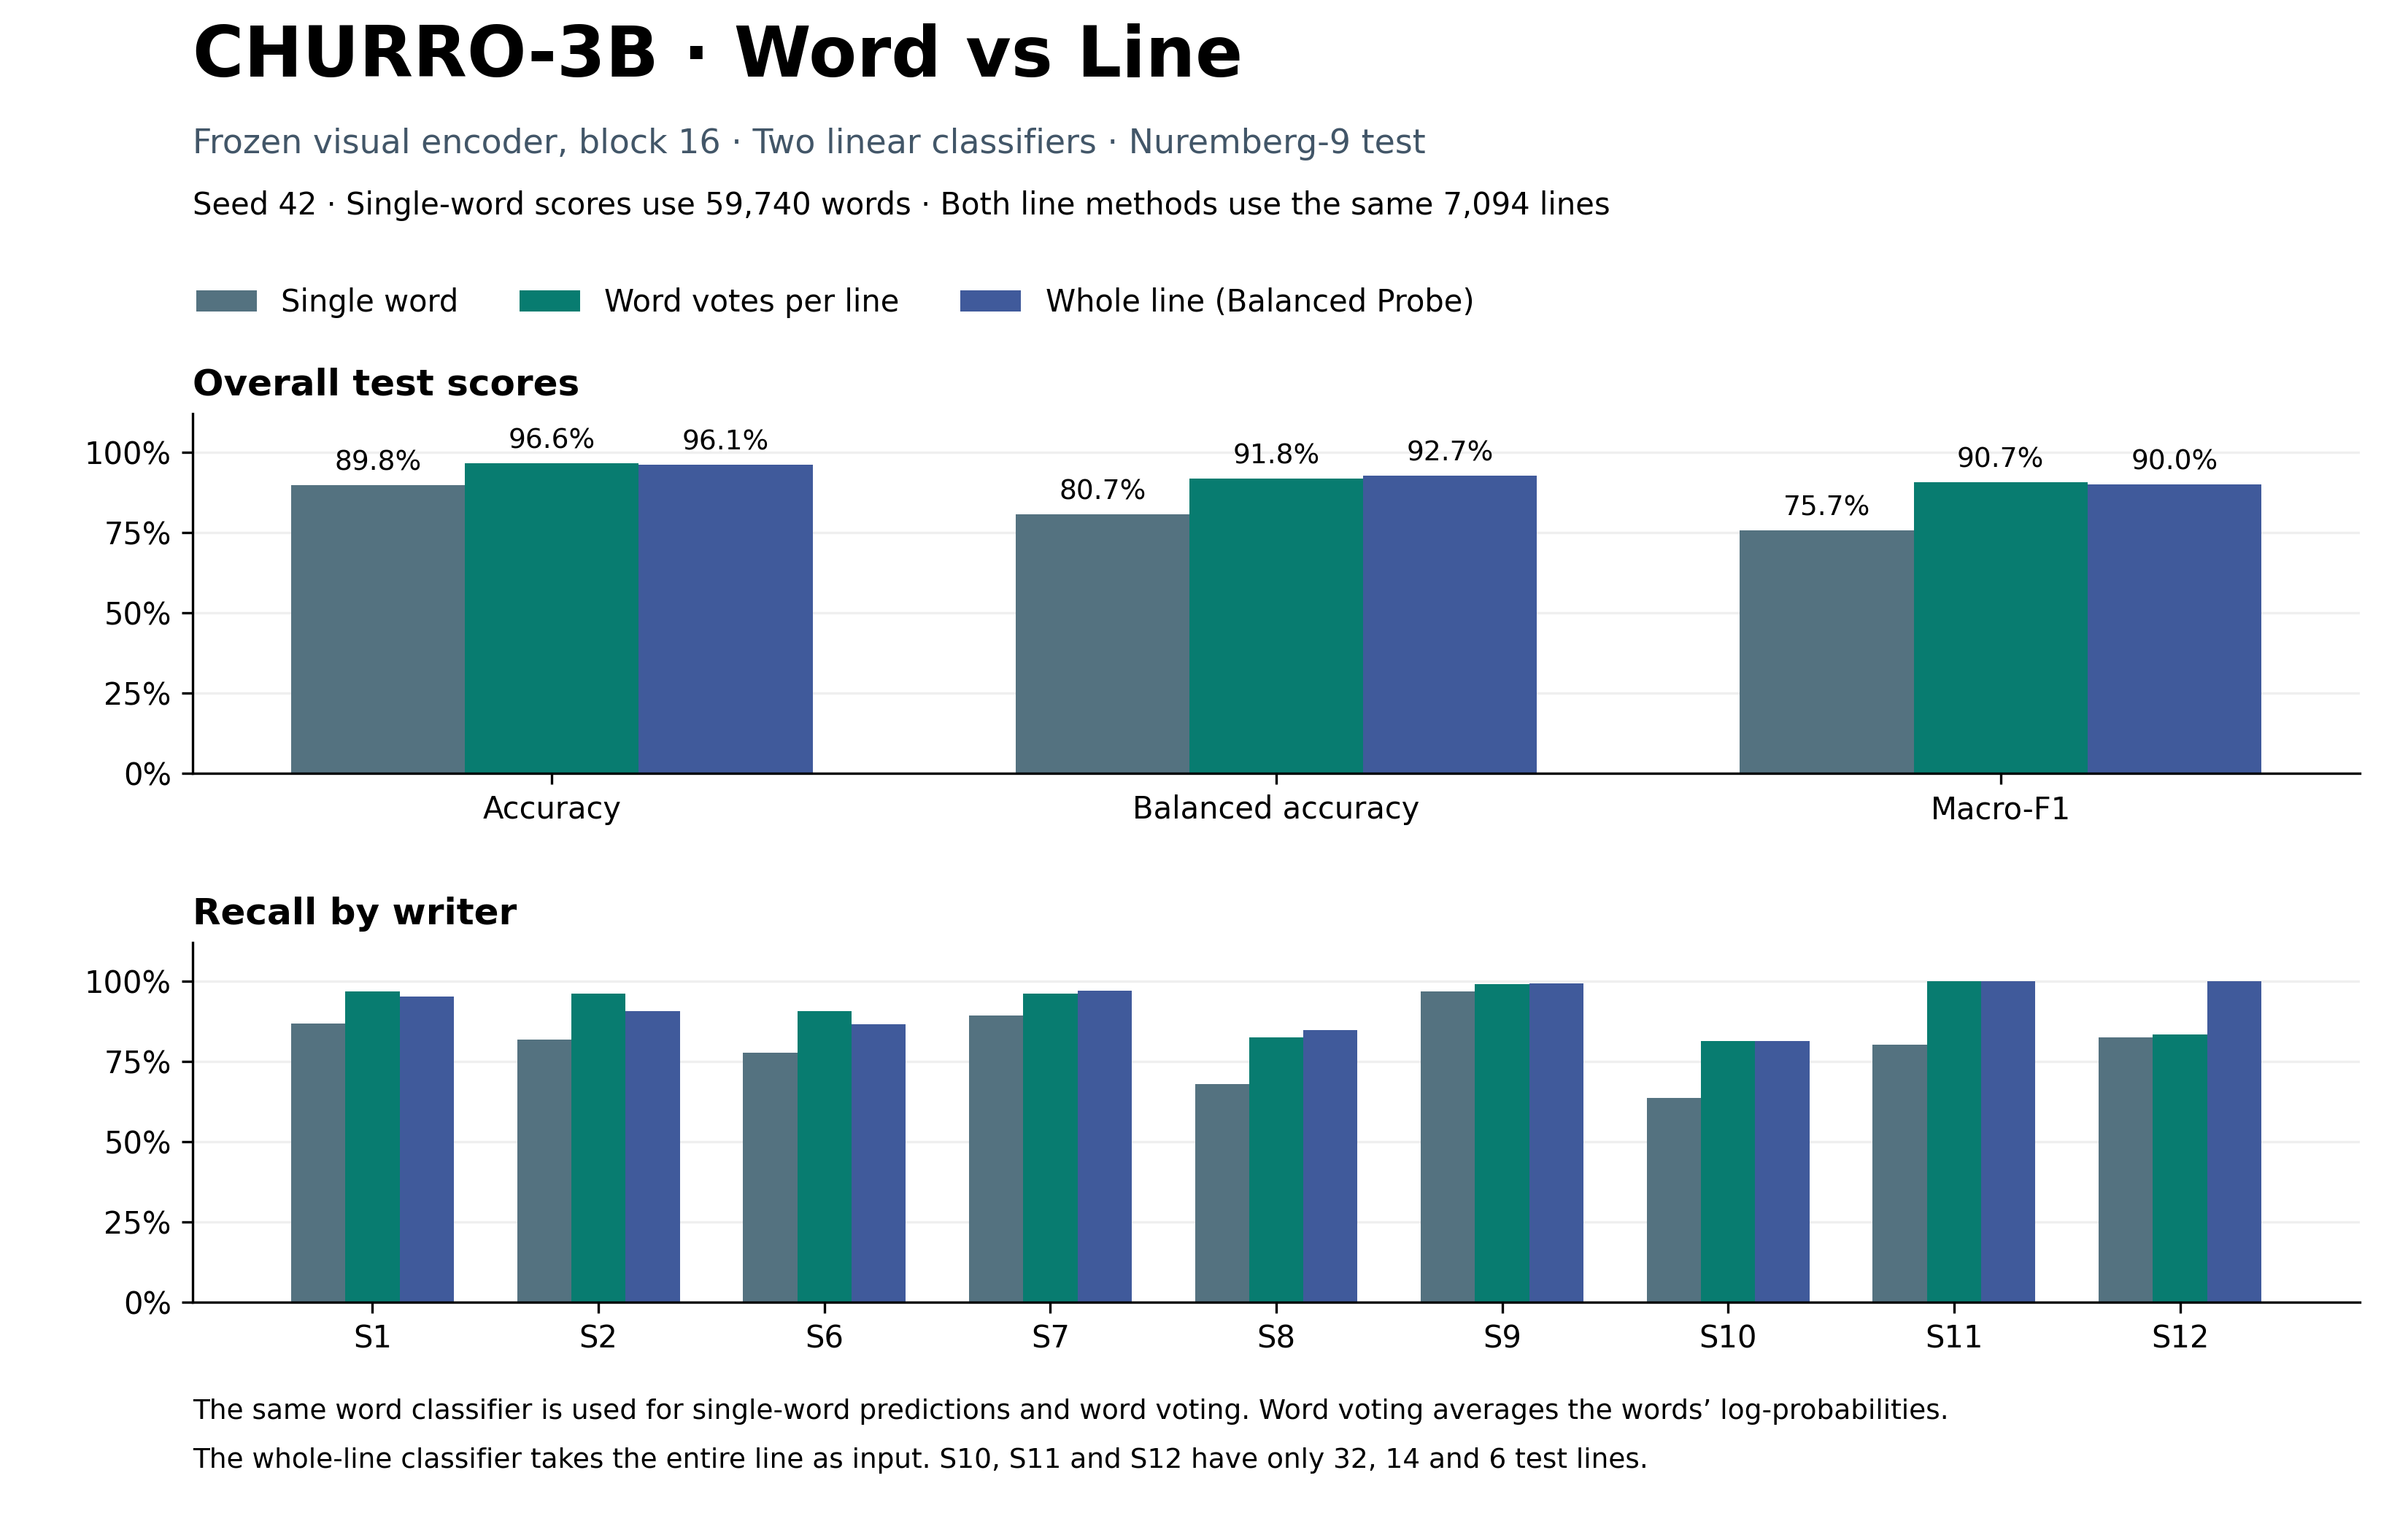 CHURRO-3B · Word vs Line
Frozen visual encoder, block 16 · Two linear classifiers · Nuremberg-9 test
Seed 42 · Single-word scores use 59,740 words · Both line methods use the same 7,094 lines
Single word
Word votes per line
Whole line (Balanced Probe)
Overall test scores
100%
75%
50%
25%
0%
89.8%
96.6%
96.1%
80.7%
91.8%
92.7%
75.7%
90.7%
90.0%
Accuracy
Balanced accuracy
Macro-F1
Recall by writer
100%
75%
50%
25%
0%
S1
S2
S6
S7
S8
S9
S10
S11
S12
The same word classifier is used for single-word predictions and word voting. Word voting averages the words’ log-probabilities.
The whole-line classifier takes the entire line as input. S10, S11 and S12 have only 32, 14 and 6 test lines.